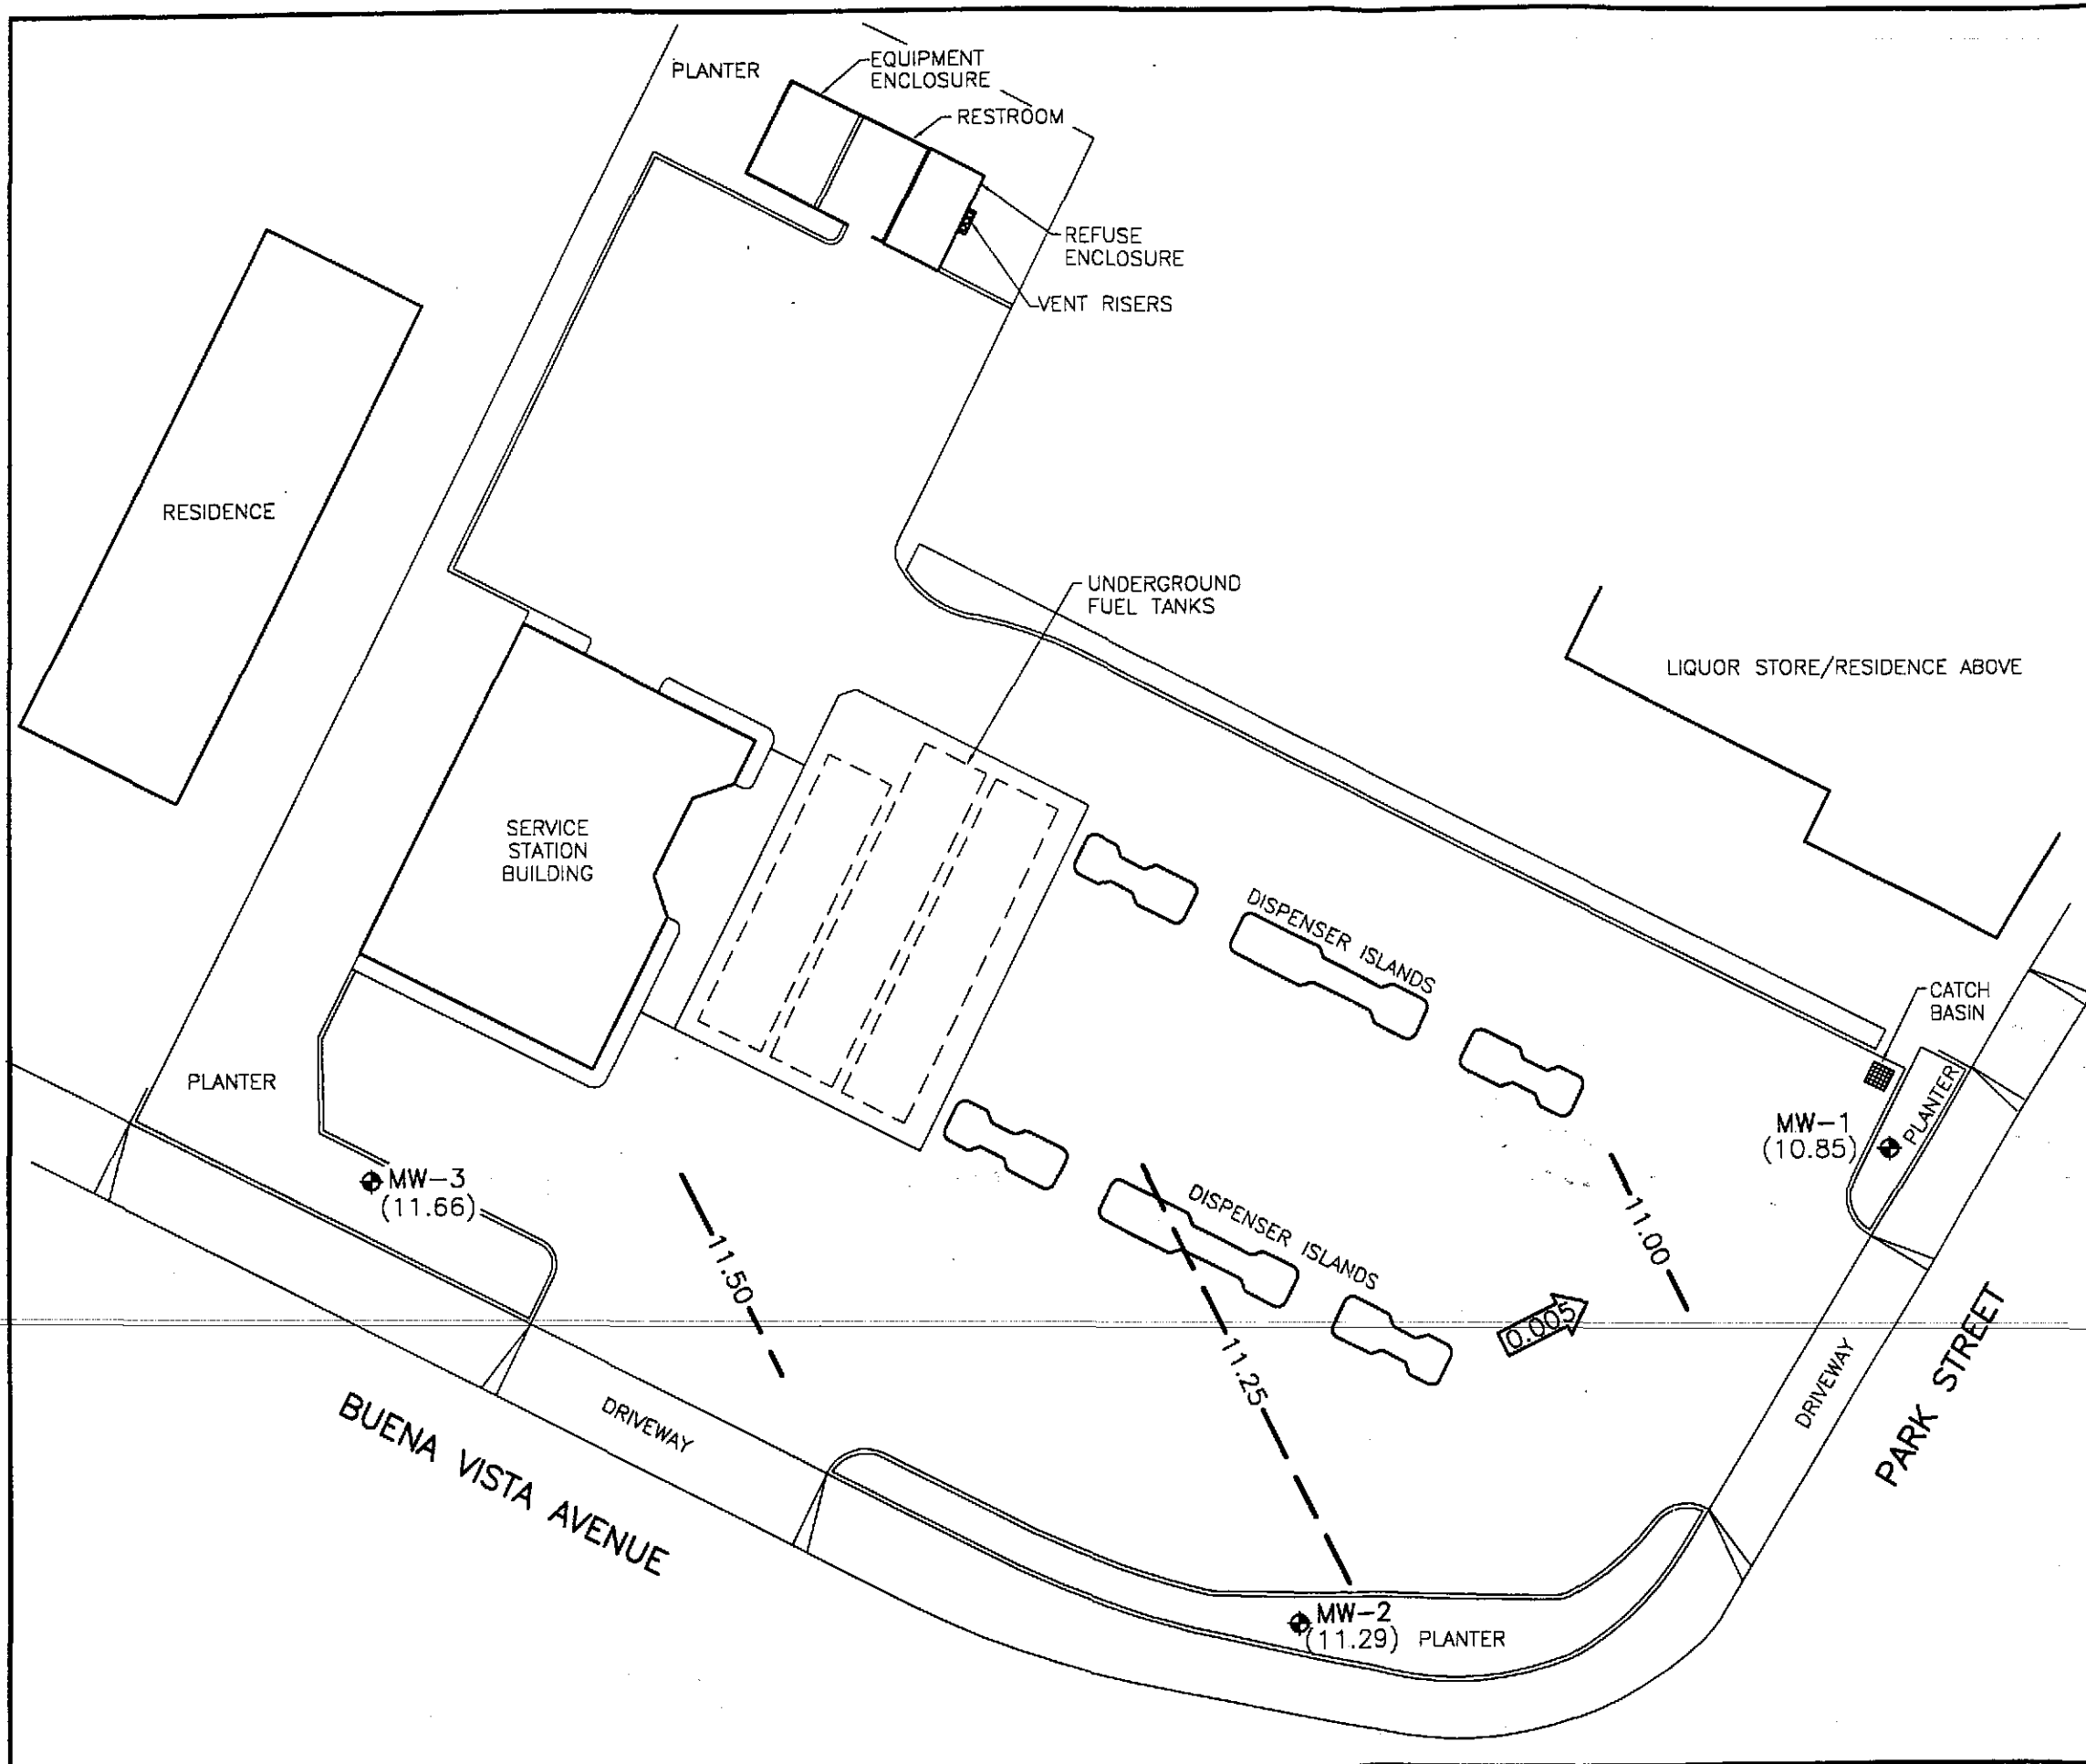 PLANTER
EQUIPMENT
ENCLOSURE
RESTROOM
REFUSE
ENCLOSURE
VENT RISERS
RESIDENCE
UNDERGROUND
FUEL TANKS
LIQUOR STORE/RESIDENCE ABOVE
SERVICE
STATION
BUILDING
DISPENSER ISLANDS
CATCH
BASIN
PLANTER
PLANTER
MW-1
(10.85)
MW-3
(11.66)
DISPENSER ISLANDS
11.50
11.00
11.25
0.005
DRIVEWAY
PARK STREET
DRIVEWAY
BUENA VISTA AVENUE
MW-2
(11.29)
PLANTER